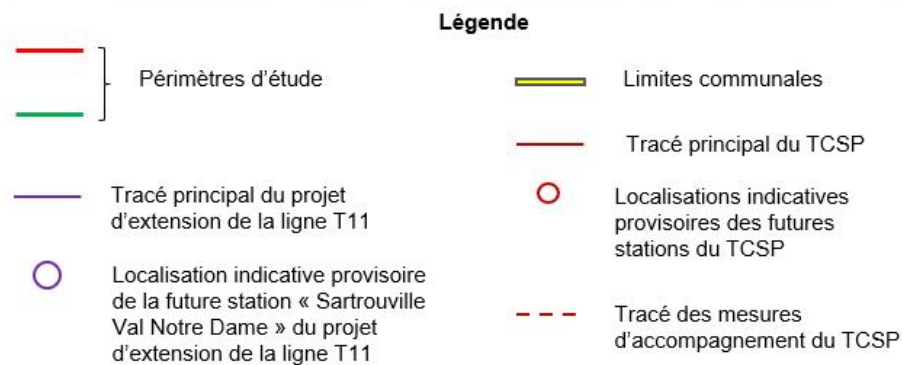 Légende
Périmètres d'étude
Tracé principal du projet
d'extension de la ligne T11
Localisation indicative provisoire
de la future station « Sartrouville
Val Notre Dame » du projet
d'extension de la ligne T11
Limites communales
Tracé principal du TCSP
Localisations indicatives
provisoires des futures
stations du TCSP
Tracé des mesures
d'accompagnement du TCSP